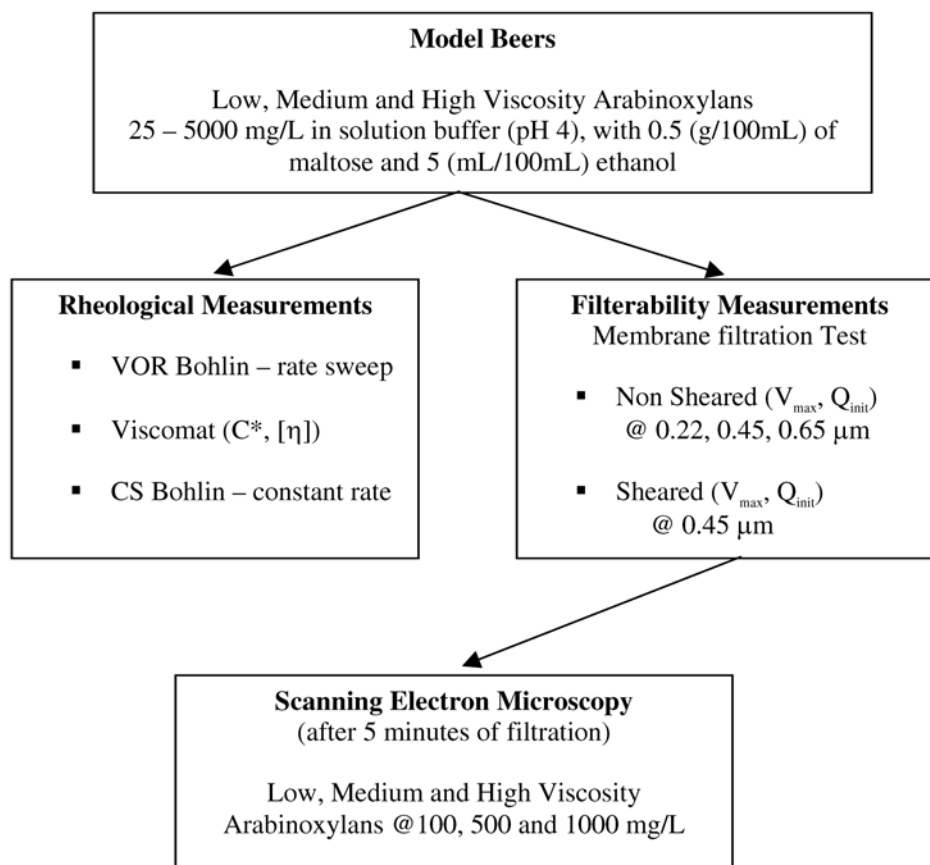 Model Beers
Low, Medium and High Viscosity Arabinoxylans
25 – 5000 mg/L in solution buffer (pH 4), with 0.5 (g/100mL) of
maltose and 5 (mL/100mL) ethanol
Rheological Measurements
▪ VOR Bohlin – rate sweep
▪ Viscomat (C*, [η])
▪ CS Bohlin – constant rate
Filterability Measurements
Membrane filtration Test
▪ Non Sheared (Vmax, Qinit)
@ 0.22, 0.45, 0.65 μm
▪ Sheared (Vmax, Qinit)
@ 0.45 μm
Scanning Electron Microscopy
(after 5 minutes of filtration)
Low, Medium and High Viscosity
Arabinoxylans @100, 500 and 1000 mg/L